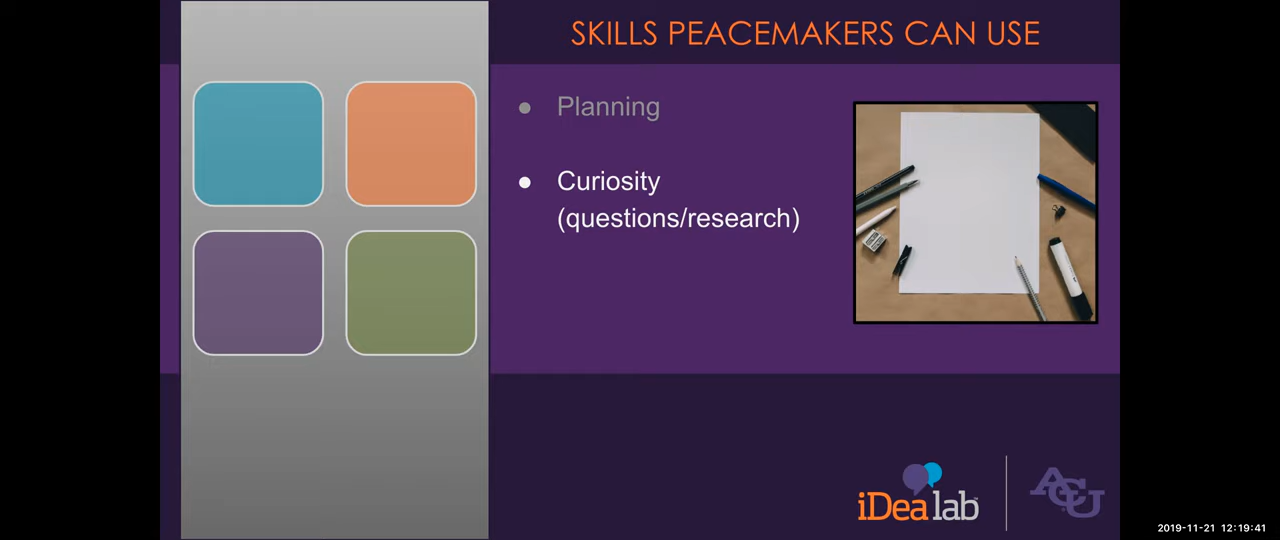 SKILLS PEACEMAKERS CAN USE
Planning
Curiosity
(questions/research)
iDea lab
ACU
2019-11-21 12:19:41